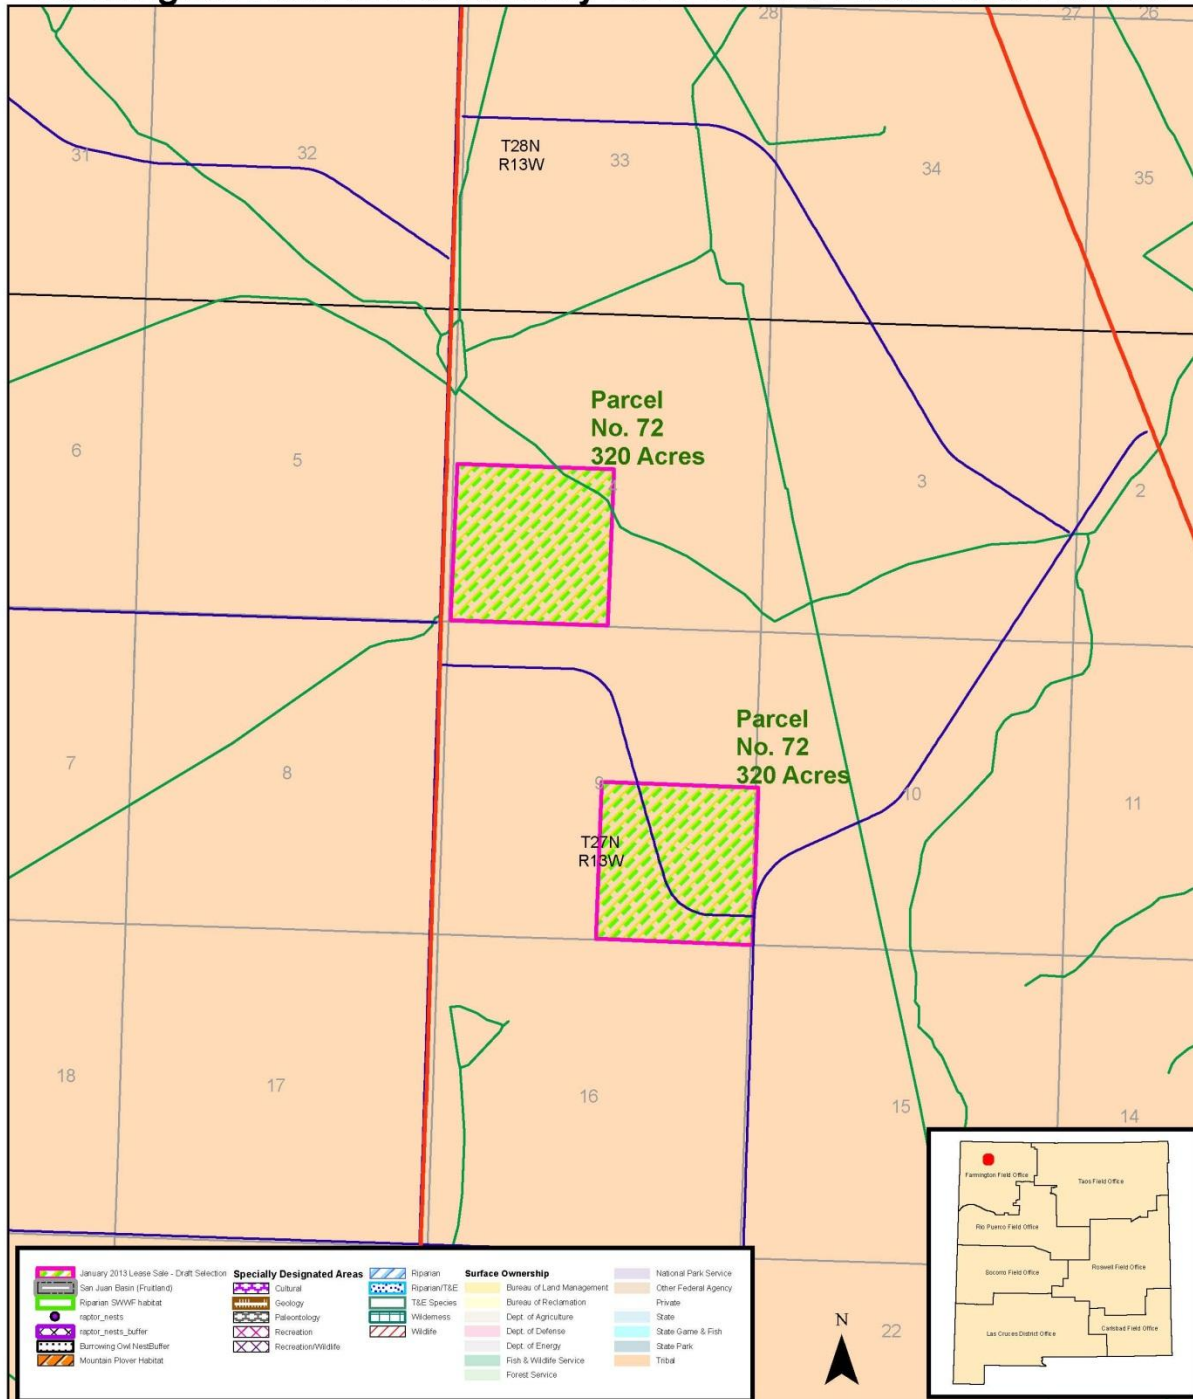 28
27
26
31
32
T28N
R13W
33
34
35
Parcel
No. 72
320 Acres
6
5
4
3
2
Parcel
No. 72
320 Acres
7
8
9
10
11
T27N
R13W
18
17
16
15
14
22
N
January 2013 Lease Sale - Draft Selection
San Juan Basin (Fruitland)
Riparian SWWF habitat
raptor_nests
raptor_nests_buffer
Burrowing Owl NestBuffer
Mountain Plover Habitat
Specially Designated Areas
Cultural
Geology
Paleontology
Recreation
Recreation/Wildlife
Riparian
Riparian/T&E
T&E Species
Wilderness
Wildlife
Surface Ownership
Bureau of Land Management
Bureau of Reclamation
Dept. of Agriculture
Dept. of Defense
Dept. of Energy
Fish & Wildlife Service
Forest Service
National Park Service
Other Federal Agency
Private
State
State Game & Fish
State Park
Tribal
Farmington Field Office
Taos Field Office
Rio Puerco Field Office
Socorro Field Office
Roswell Field Office
Las Cruces District Office
Carlsbad Field Office